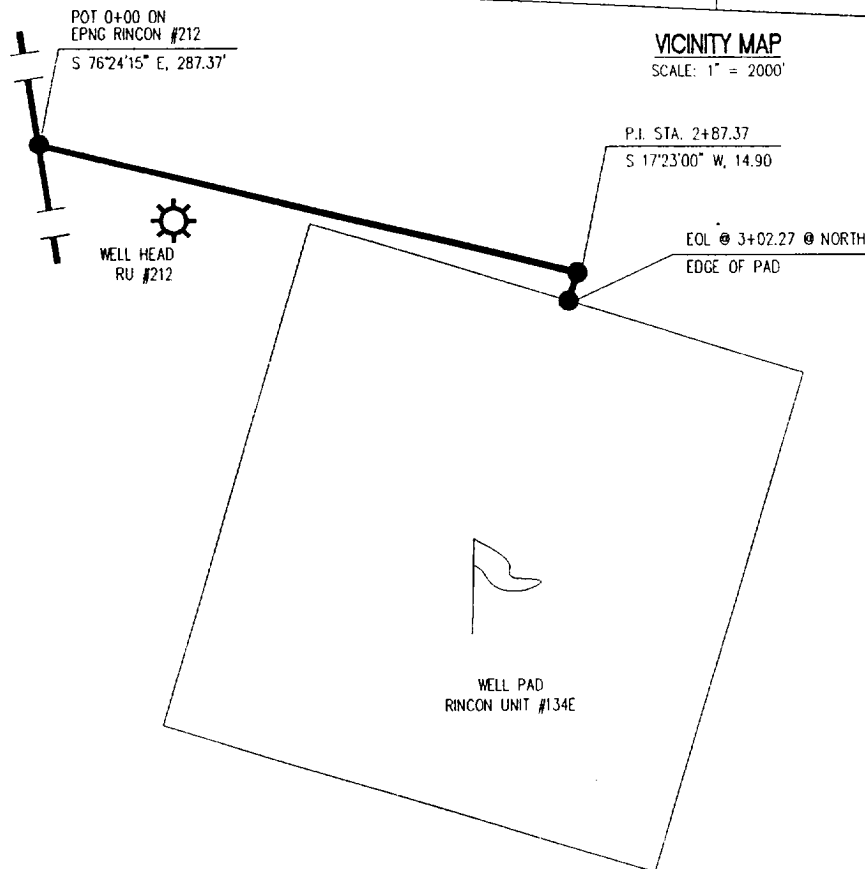 POT 0+00 ON
EPNG RINCON #212
S 76°24'15" E, 287.37'
VICINITY MAP
SCALE: 1" = 2000'
P.I. STA. 2+87.37
S 17°23'00" W, 14.90
EOL @ 3+02.27 @ NORTH
EDGE OF PAD
WELL HEAD
RU #212
WELL PAD
RINCON UNIT #134E